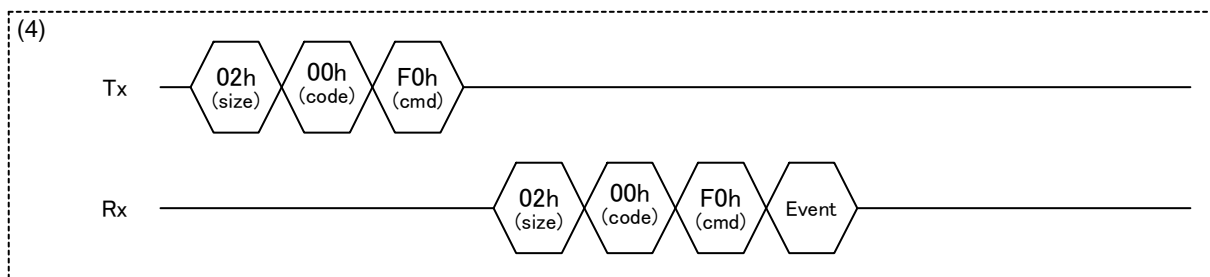 (4)
Tx
02h
(size)
00h
(code)
F0h
(cmd)
Rx
02h
(size)
00h
(code)
F0h
(cmd)
Event